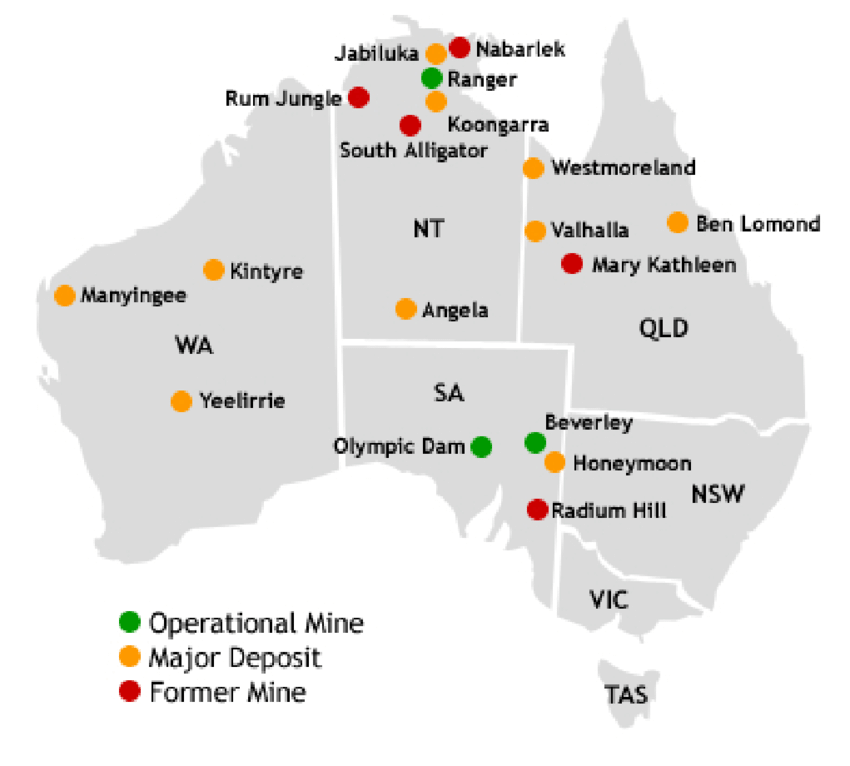 Jabiluka
Nabarlek
Ranger
Rum Jungle
Koongarra
South Alligator
Westmoreland
NT
Valhalla
Ben Lomond
Mary Kathleen
Kintyre
Manyingee
Angela
QLD
WA
SA
Yeelirrie
Beverley
Olympic Dam
Honeymoon
NSW
Radium Hill
VIC
Operational Mine
Major Deposit
Former Mine
TAS